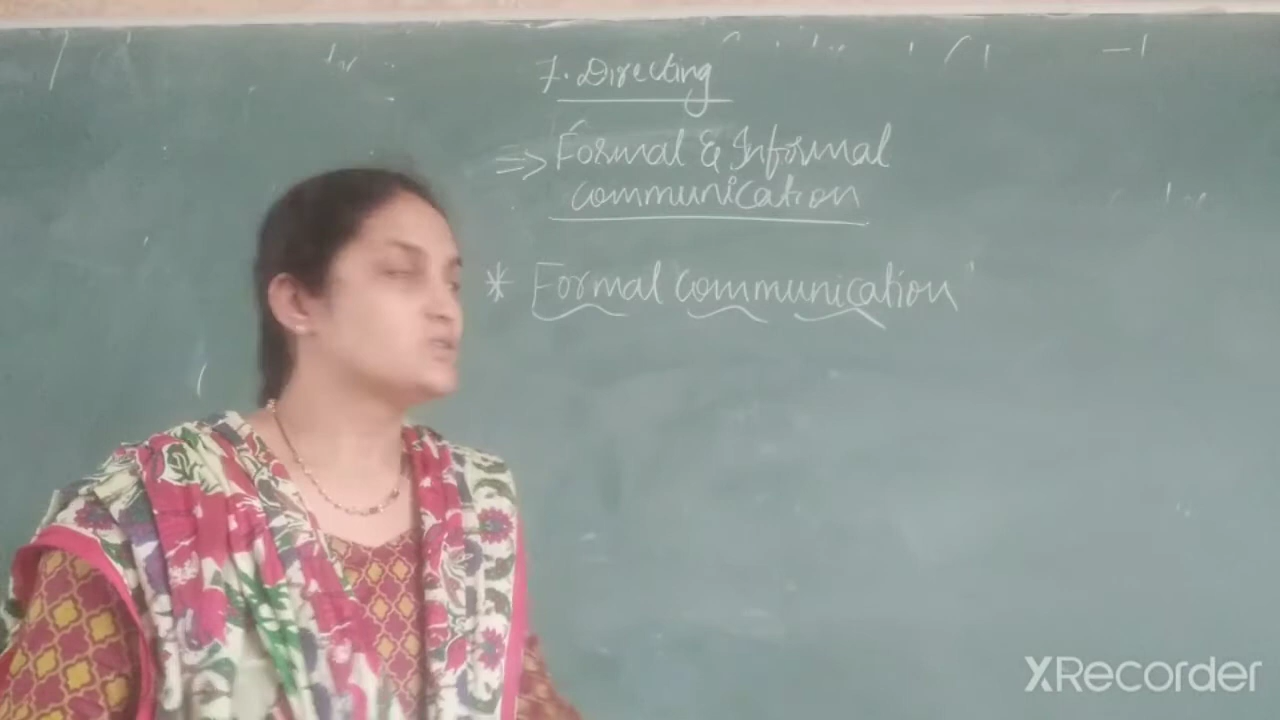 7. Directing
=> Formal & Informal
communication
* Formal communication
XRecorder